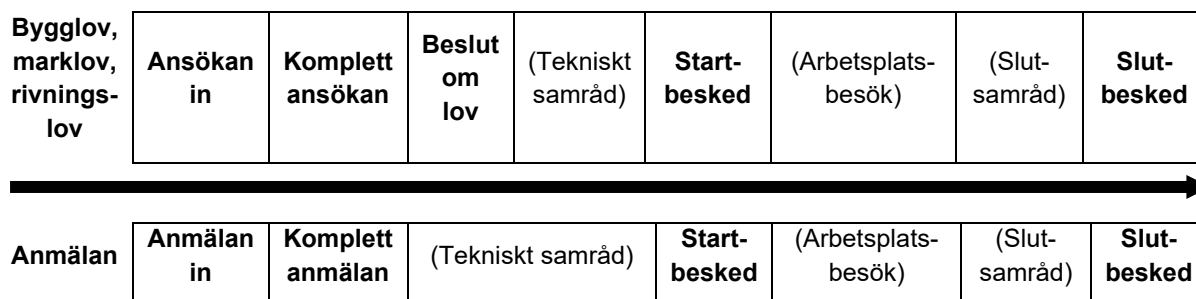 Bygglov,
marklov,
rivnings-
lov
Ansökan
in
Komplett
ansökan
Beslut
om
lov
(Tekniskt
samråd)
Start-
besked
(Arbetsplats-
besök)
(Slut-
samråd)
Slut-
besked
Anmälan
Anmälan
in
Komplett
anmälan
(Tekniskt samråd)
Start-
besked
(Arbetsplats-
besök)
(Slut-
samråd)
Slut-
besked